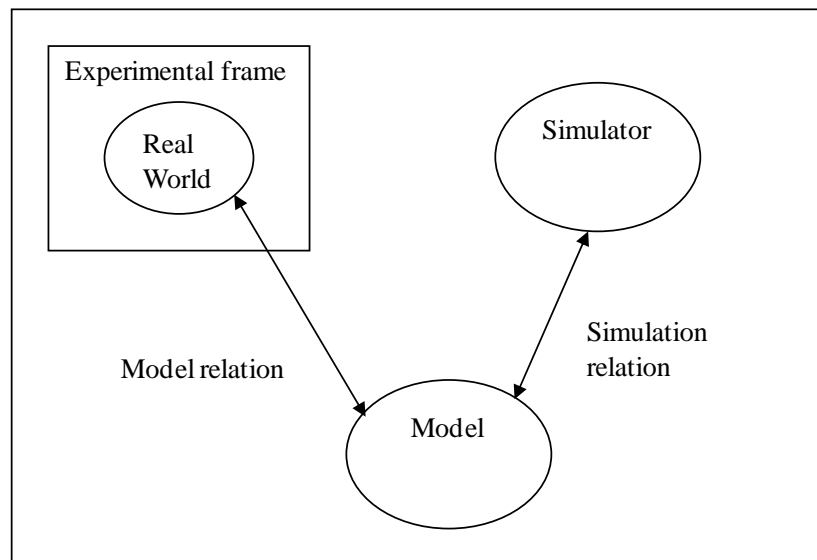 Experimental frame
Real
World
Simulator
Model relation
Simulation
relation
Model